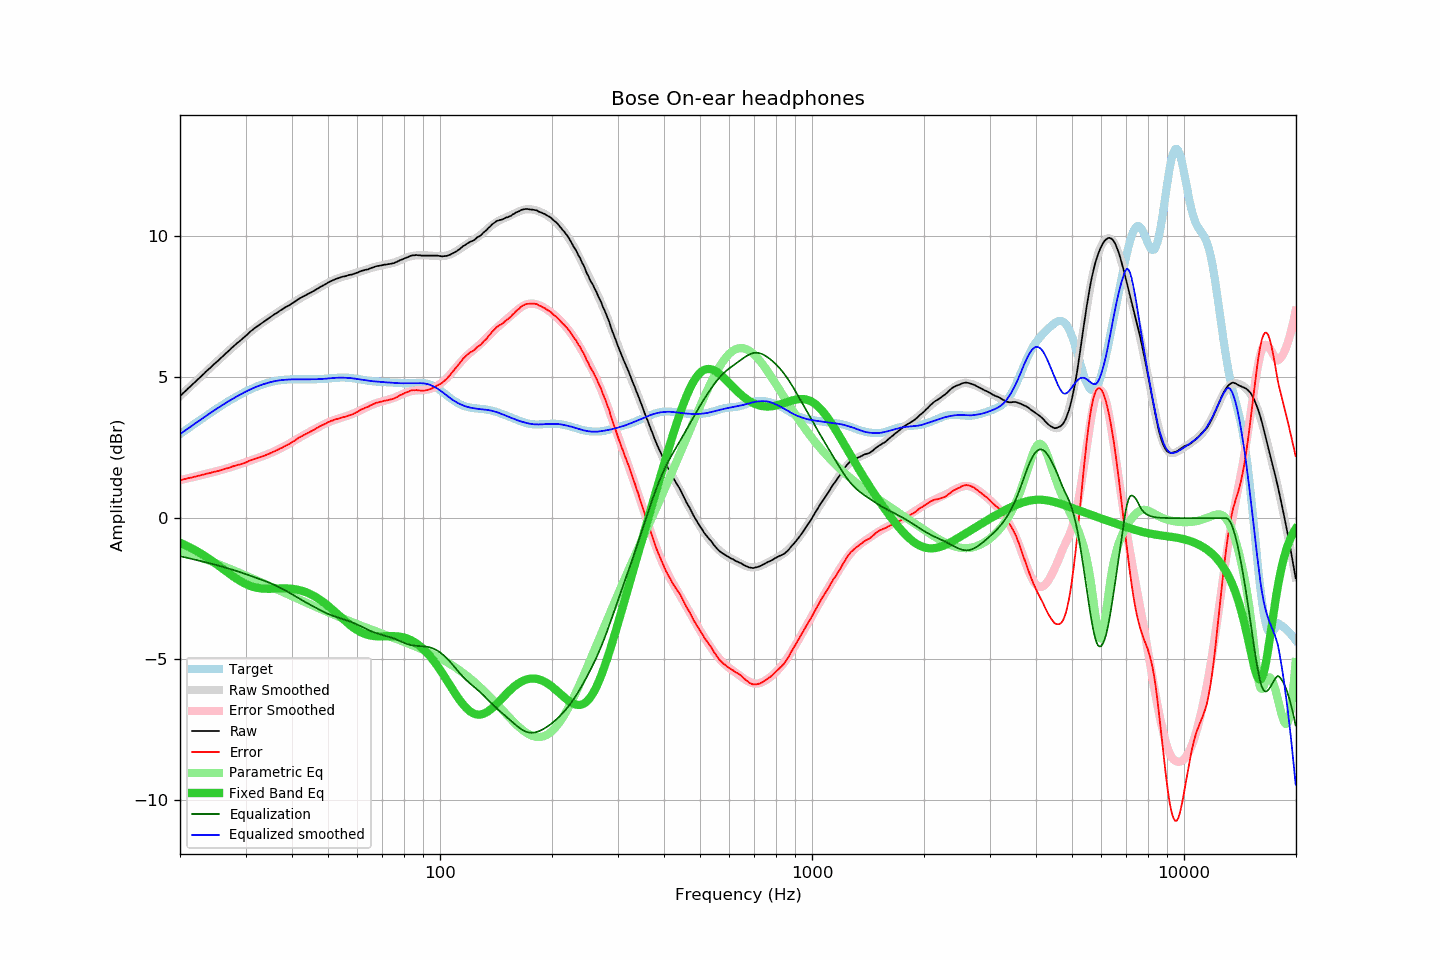 Bose On-ear headphones
Amplitude (dBr)
10
5
0
−5
−10
Target
Raw Smoothed
Error Smoothed
Raw
Error
Parametric Eq
Fixed Band Eq
Equalization
Equalized smoothed
100
1000
10000
Frequency (Hz)